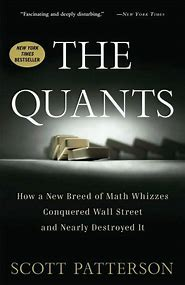 "Fascinating and deeply disturbing." —New York Times
NEW YORK
TIMES
BESTSELLER
THE
QUANTS
How a New Breed of Math Whizzes
Conquered Wall Street
and Nearly Destroyed It
SCOTT PATTERSON